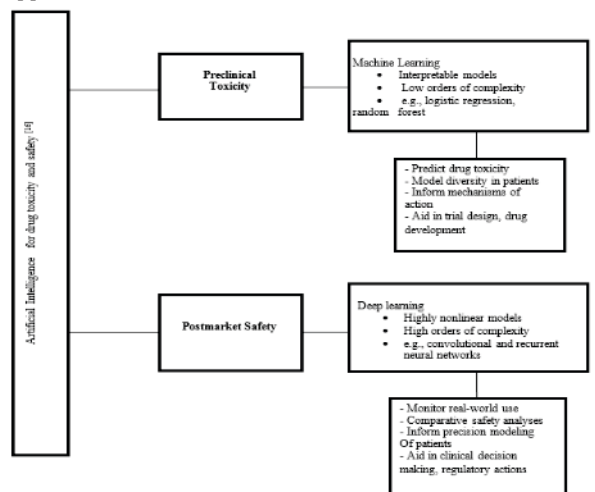 Artificial Intelligence for drug toxicity and safety [16]
Preclinical
Toxicity
Machine Learning
• Interpretable models
• Low orders of complexity
• e.g., logistic regression,
random forest
- Predict drug toxicity
- Model diversity in patients
- Inform mechanisms of
action
- Aid in trial design, drug
development
Postmarket Safety
Deep learning
• Highly nonlinear models
• High orders of complexity
• e.g., convolutional and recurrent
neural networks
- Monitor real-world use
- Comparative safety analyses
- Inform precision modeling
Of patients
- Aid in clinical decision
making, regulatory actions